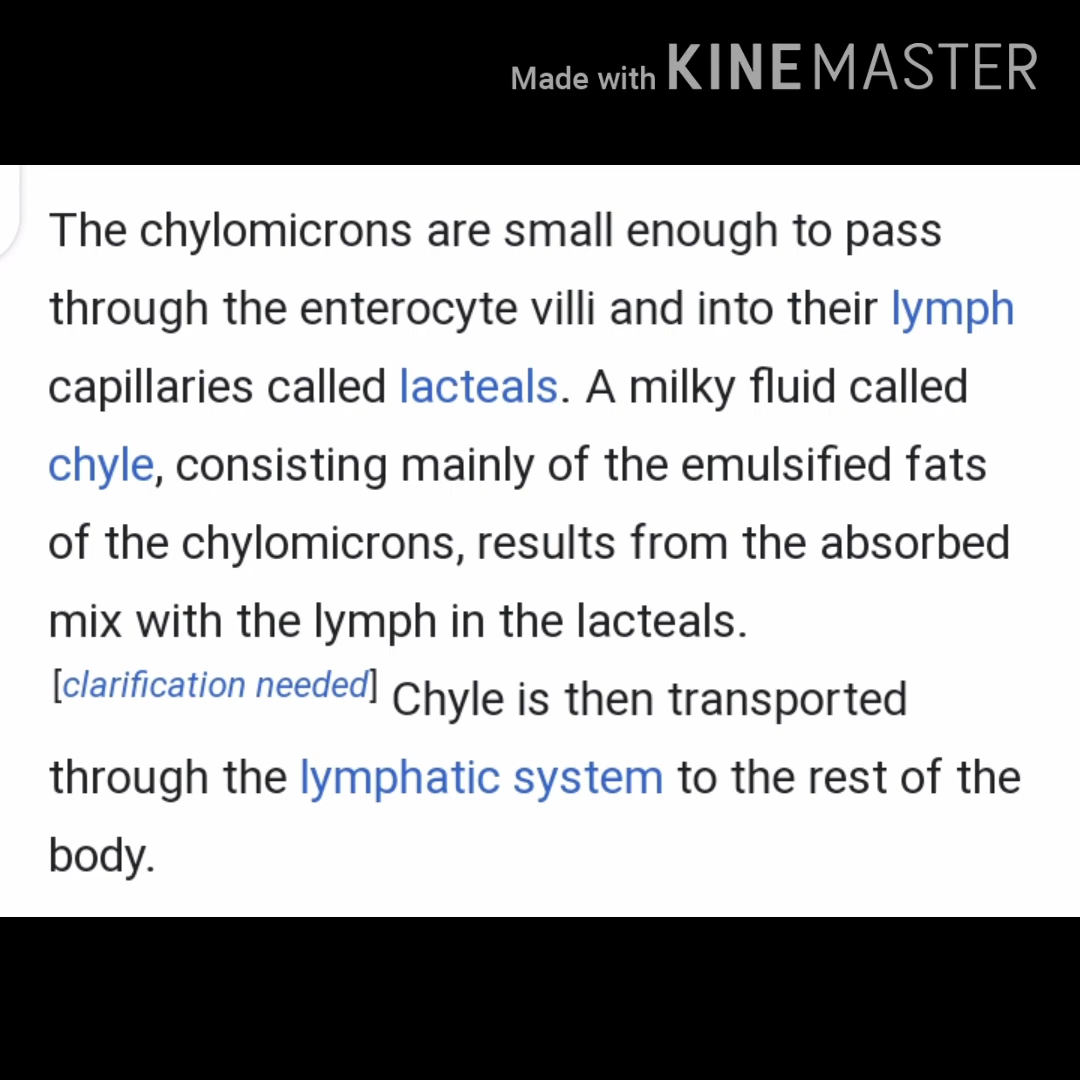 Made with KINEMASTER
The chylomicrons are small enough to pass
through the enterocyte villi and into their lymph
capillaries called lacteals. A milky fluid called
chyle, consisting mainly of the emulsified fats
of the chylomicrons, results from the absorbed
mix with the lymph in the lacteals.
[clarification needed] Chyle is then transported
through the lymphatic system to the rest of the
body.